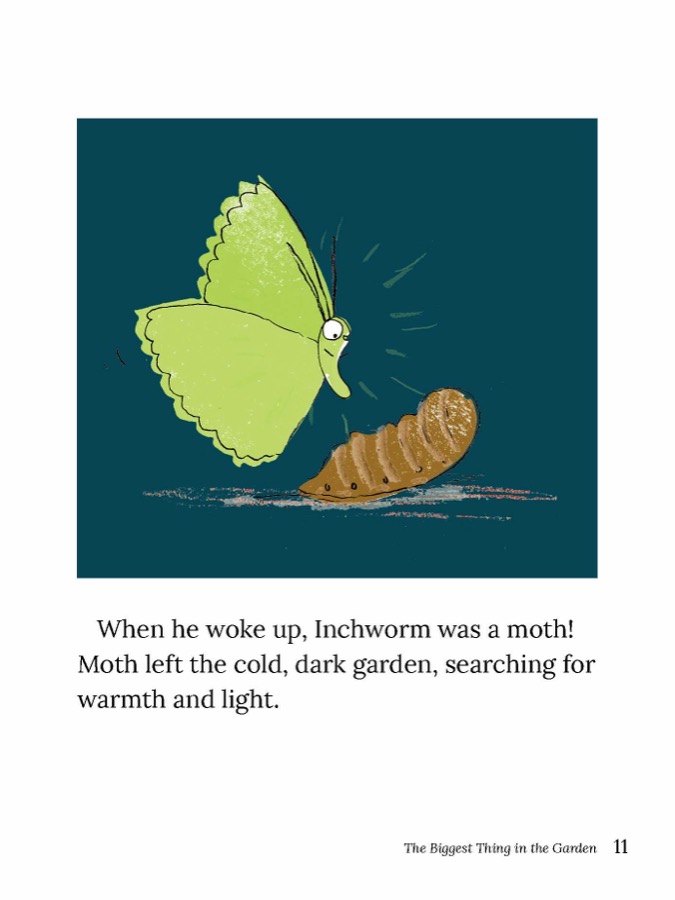 When he woke up, Inchworm was a moth!
Moth left the cold, dark garden, searching for
warmth and light.
The Biggest Thing in the Garden 11